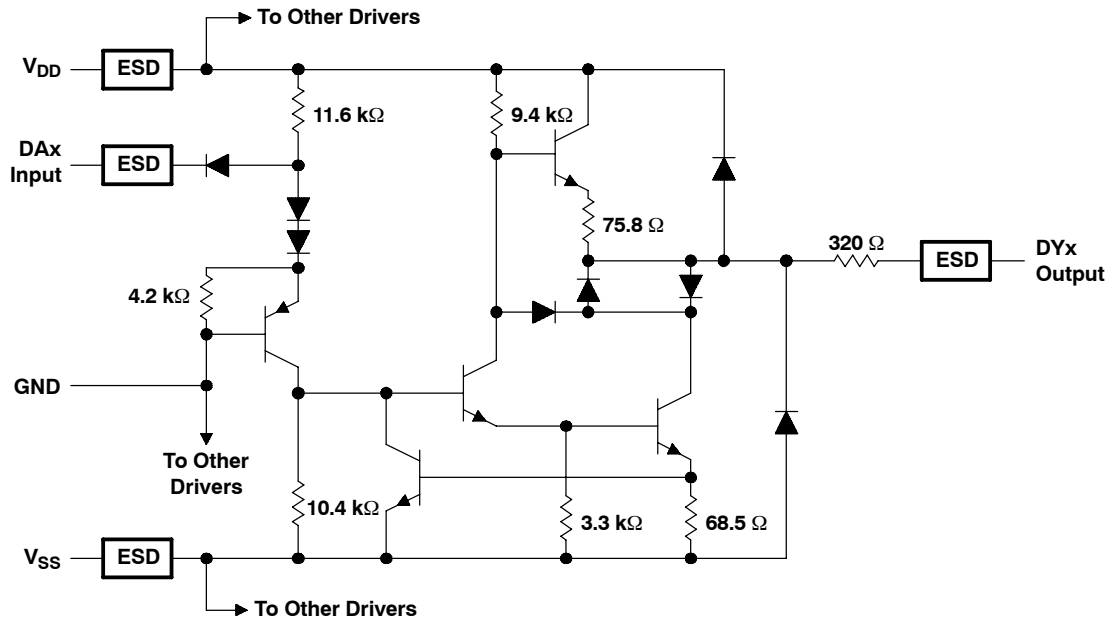 To Other Drivers
VDD
ESD
11.6 kΩ
9.4 kΩ
DAx
Input
ESD
75.8 Ω
320 Ω
ESD
DYx
Output
4.2 kΩ
GND
To Other
Drivers
10.4 kΩ
3.3 kΩ
68.5 Ω
VSS
ESD
To Other Drivers